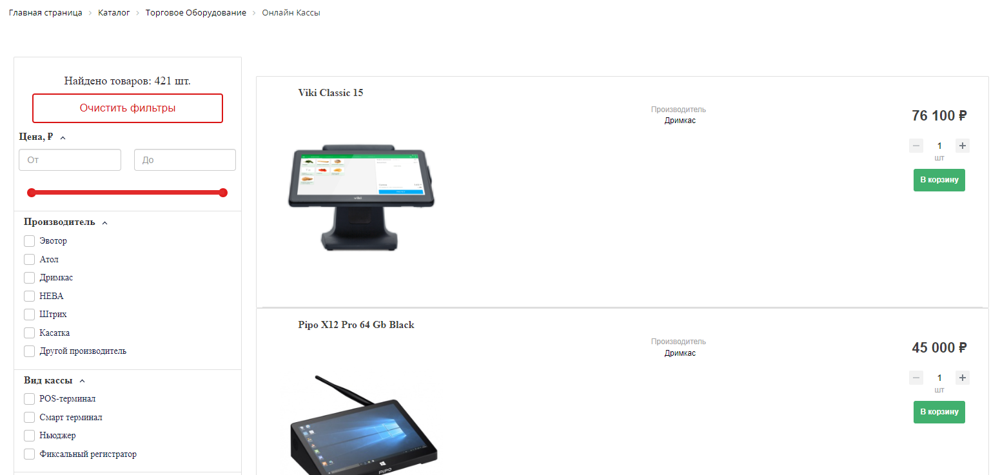 Главная страница > Каталог > Торговое Оборудование > Онлайн Кассы
Найдено товаров: 421 шт.
Очистить фильтры
Цена, ₽
От
До
Производитель
Эвотор
Атол
Дримкас
НЕВА
Штрих
Касатка
Другой производитель
Вид кассы
POS-терминал
Смарт терминал
Ньюджер
Фиксальный регистратор
Viki Classic 15
viki
Производитель
Дримкас
76 100 ₽
1
шт
В корзину
Pipo X12 Pro 64 Gb Black
PiPO
Производитель
Дримкас
45 000 ₽
1
шт
В корзину